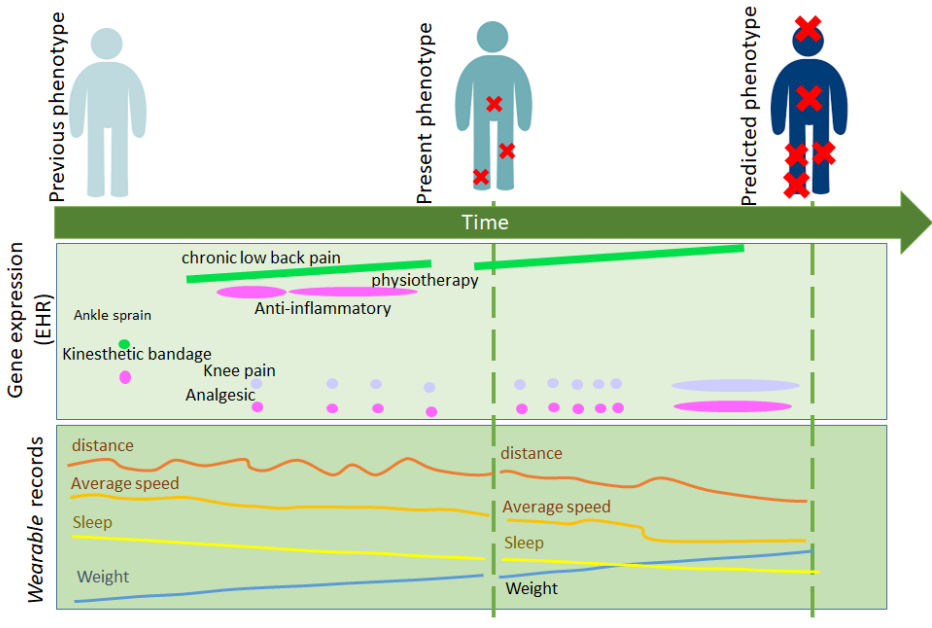 Previous phenotype
Present phenotype
Predicted phenotype
Time
Gene expression
(EHR)
chronic low back pain
physiotherapy
Anti-inflammatory
Ankle sprain
Kinesthetic bandage
Knee pain
Analgesic
Wearable records
distance
distance
Average speed
Average speed
Sleep
Sleep
Weight
Weight